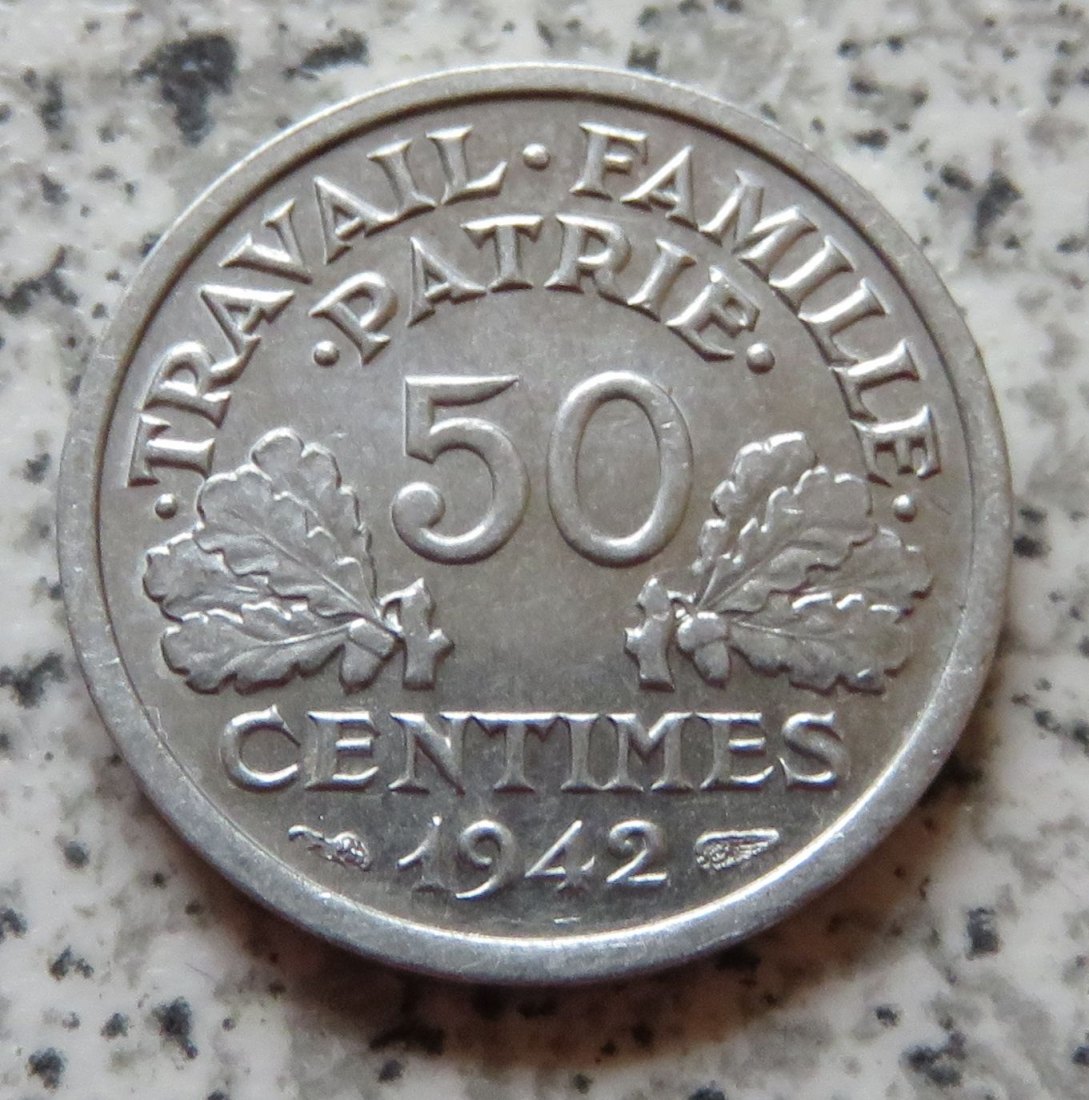 ·TRAVAIL·FAMILLE·
·PATRIE·
50
CENTIMES
1942